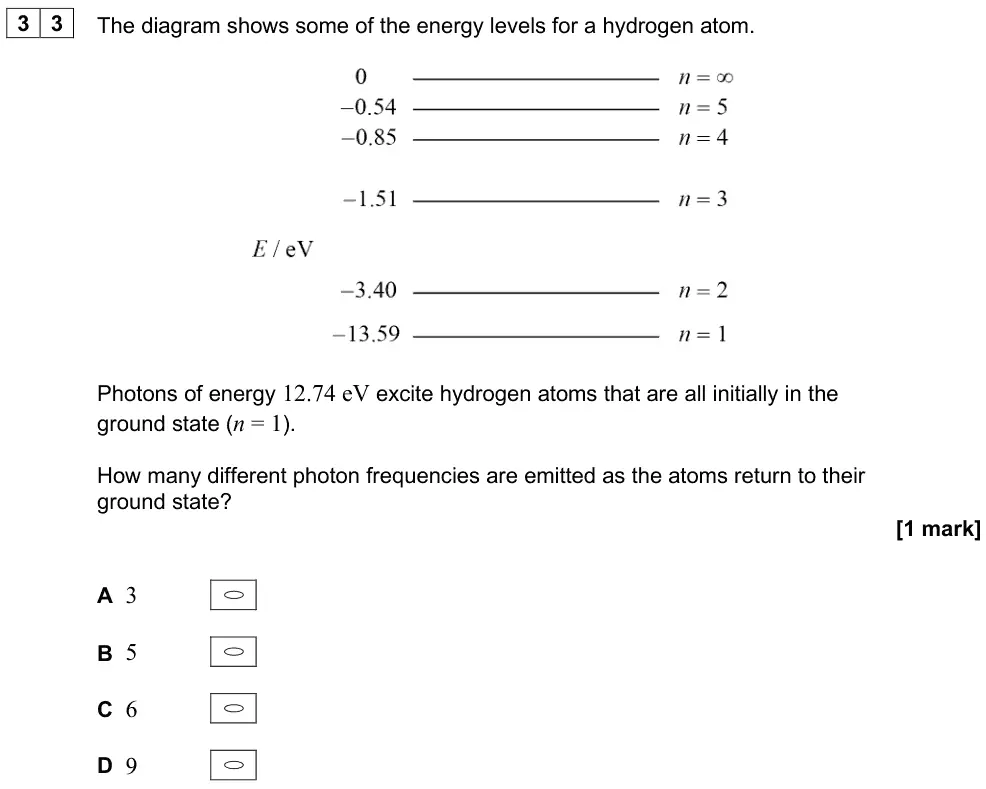 3 3 The diagram shows some of the energy levels for a hydrogen atom.
0 n = ∞
−0.54 n = 5
−0.85 n = 4
−1.51 n = 3
E / eV
−3.40 n = 2
−13.59 n = 1
Photons of energy 12.74 eV excite hydrogen atoms that are all initially in the
ground state (n = 1).
How many different photon frequencies are emitted as the atoms return to their
ground state?
[1 mark]
A 3
B 5
C 6
D 9